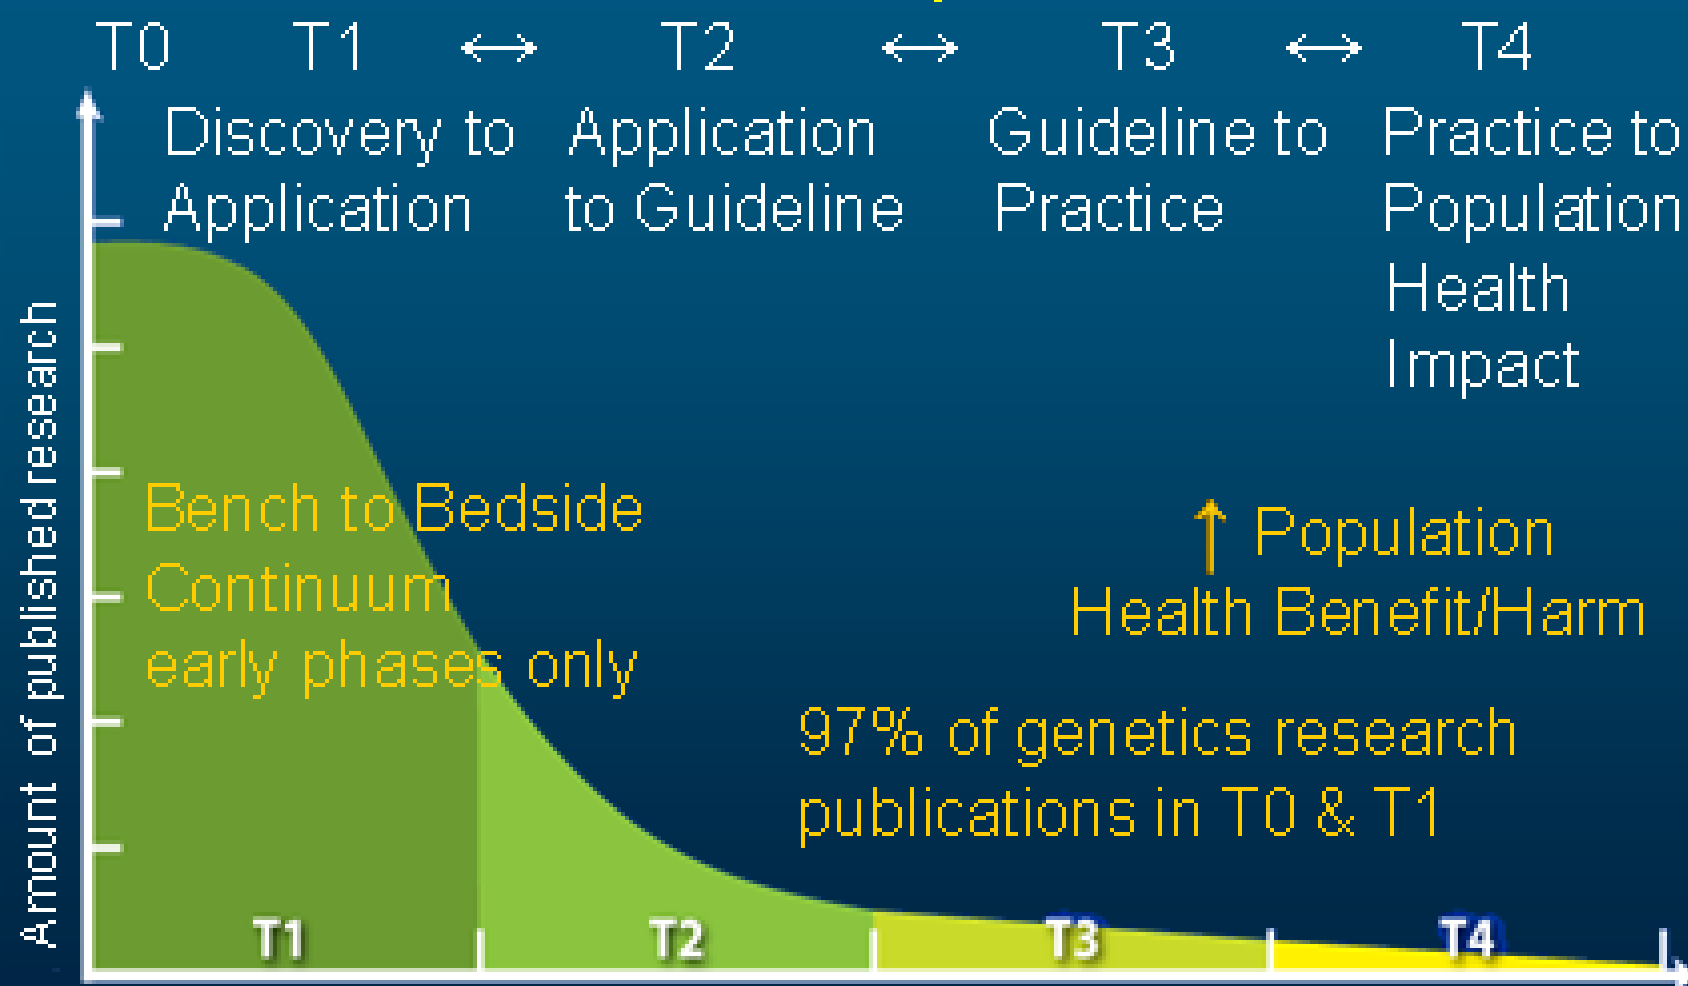 T0 T1 ↔ T2 ↔ T3 ↔ T4
Discovery to
Application
Application
to Guideline
Guideline to
Practice
Practice to
Population
Health
Impact
Amount of published research
Bench to Bedside
Continuum
early phases only
↑ Population
Health Benefit/Harm
97% of genetics research
publications in T0 & T1
T1 T2 T3 T4